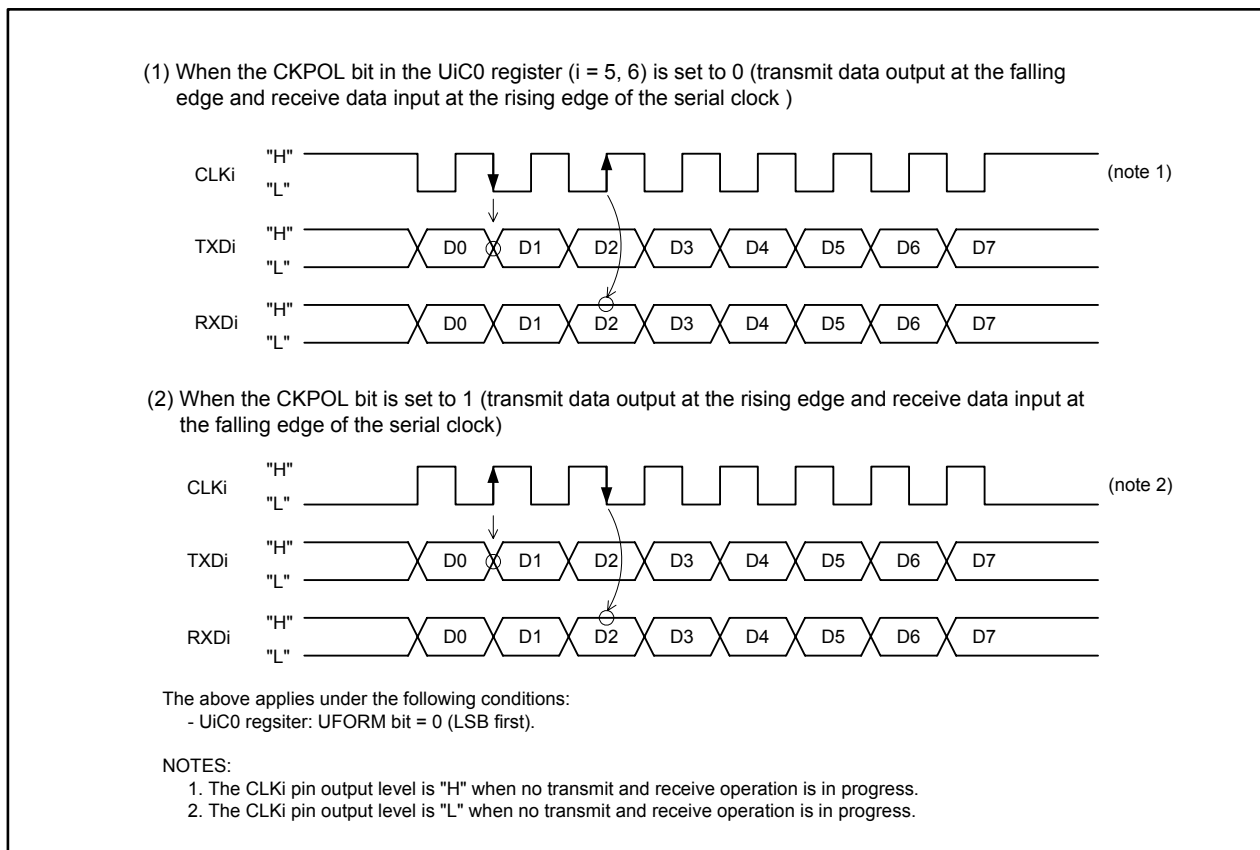 (1) When the CKPOL bit in the UiC0 register (i = 5, 6) is set to 0 (transmit data output at the falling
edge and receive data input at the rising edge of the serial clock )
"H"
CLKi
"L"
(note 1)
"H"
TXDi D0 D1 D2 D3 D4 D5 D6 D7
"L"
"H"
RXDi D0 D1 D2 D3 D4 D5 D6 D7
"L"
(2) When the CKPOL bit is set to 1 (transmit data output at the rising edge and receive data input at
the falling edge of the serial clock)
"H"
CLKi
"L"
(note 2)
"H"
TXDi D0 D1 D2 D3 D4 D5 D6 D7
"L"
"H"
RXDi D0 D1 D2 D3 D4 D5 D6 D7
"L"
The above applies under the following conditions:
- UiC0 regsiter: UFORM bit = 0 (LSB first).
NOTES:
1. The CLKi pin output level is "H" when no transmit and receive operation is in progress.
2. The CLKi pin output level is "L" when no transmit and receive operation is in progress.